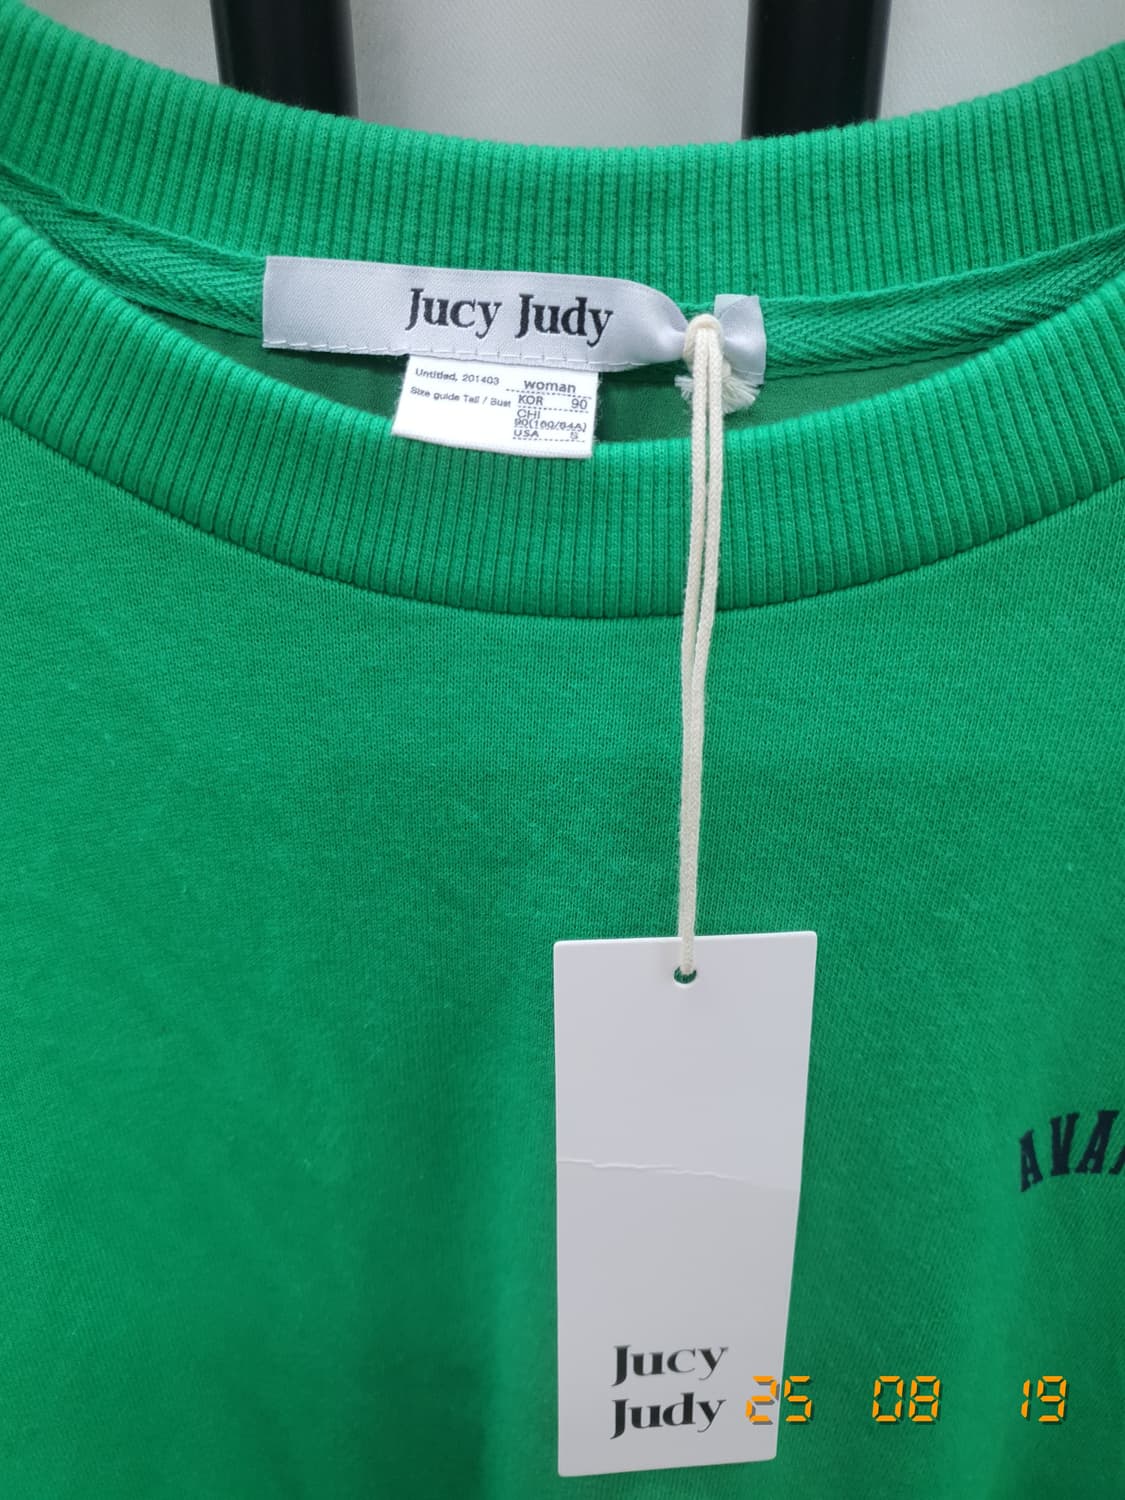 Jucy Judy
Untitled, 201403
Size guide Tall / Bust
woman
KOR 90
CHI
90(160/84A)
USA S
AVA
Jucy
Judy
25 08 19